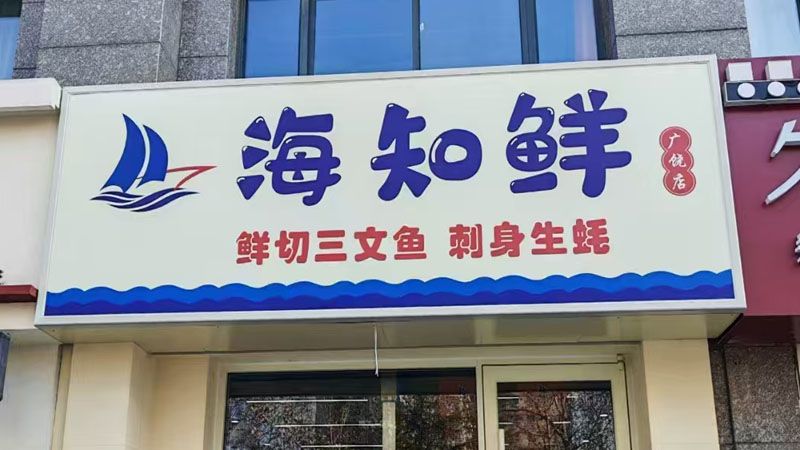 海知鲜
广饶店
鲜切三文鱼 刺身生蚝